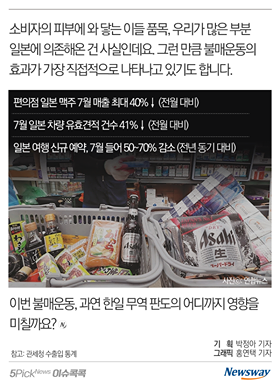 소비자의 피부에 와 닿는 이들 품목, 우리가 많은 부분
일본에 의존해온 건 사실인데요. 그런 만큼 불매운동의
효과가 가장 직접적으로 나타나고 있기도 합니다.
편의점 일본 맥주 7월 매출 최대 40%↓ (전월 대비)
7월 일본 차량 유효견적 건수 41%↓ (전월 대비)
일본 여행 신규 예약, 7월 들어 50~70% 감소 (전년 동기 대비)
Asahi
生
사진@연합뉴스
이번 불매운동, 과연 한일 무역 판도의 어디까지 영향을
미칠까요?
기 획 박정아 기자
그래픽 홍연택 기자
참고: 관세청 수출입 통계
5PickNews 이슈콕콕
Newsway